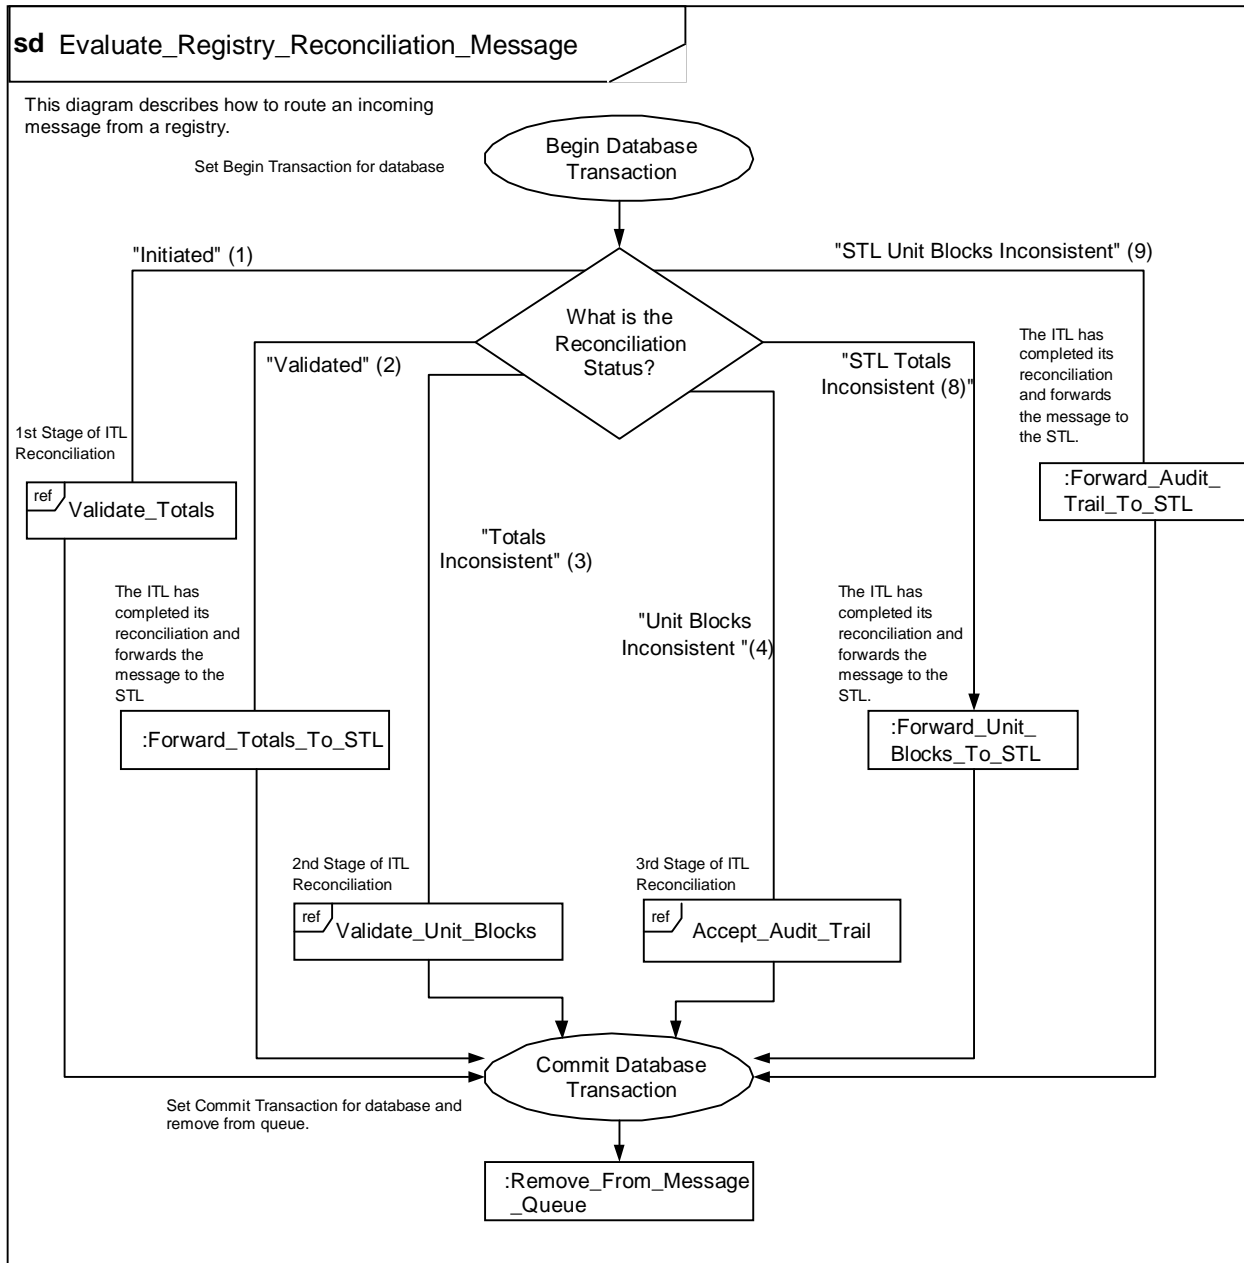 sd Evaluate_Registry_Reconciliation_Message
This diagram describes how to route an incoming
message from a registry.
Set Begin Transaction for database
Begin Database
Transaction
"Initiated" (1)
"STL Unit Blocks Inconsistent" (9)
What is the
Reconciliation
Status?
"Validated" (2)
"STL Totals
Inconsistent (8)"
The ITL has
completed its
reconciliation
and forwards
the message to
the STL.
1st Stage of ITL
Reconciliation
ref
Validate_Totals
:Forward_Audit_
Trail_To_STL
"Totals
Inconsistent" (3)
The ITL has
completed its
reconciliation and
forwards the
message to the
STL
"Unit Blocks
Inconsistent "(4)
The ITL has
completed its
reconciliation and
forwards the
message to the
STL.
:Forward_Totals_To_STL
:Forward_Unit_
Blocks_To_STL
2nd Stage of ITL
Reconciliation
ref
Validate_Unit_Blocks
3rd Stage of ITL
Reconciliation
ref
Accept_Audit_Trail
Commit Database
Transaction
Set Commit Transaction for database and
remove from queue.
:Remove_From_Message
_Queue